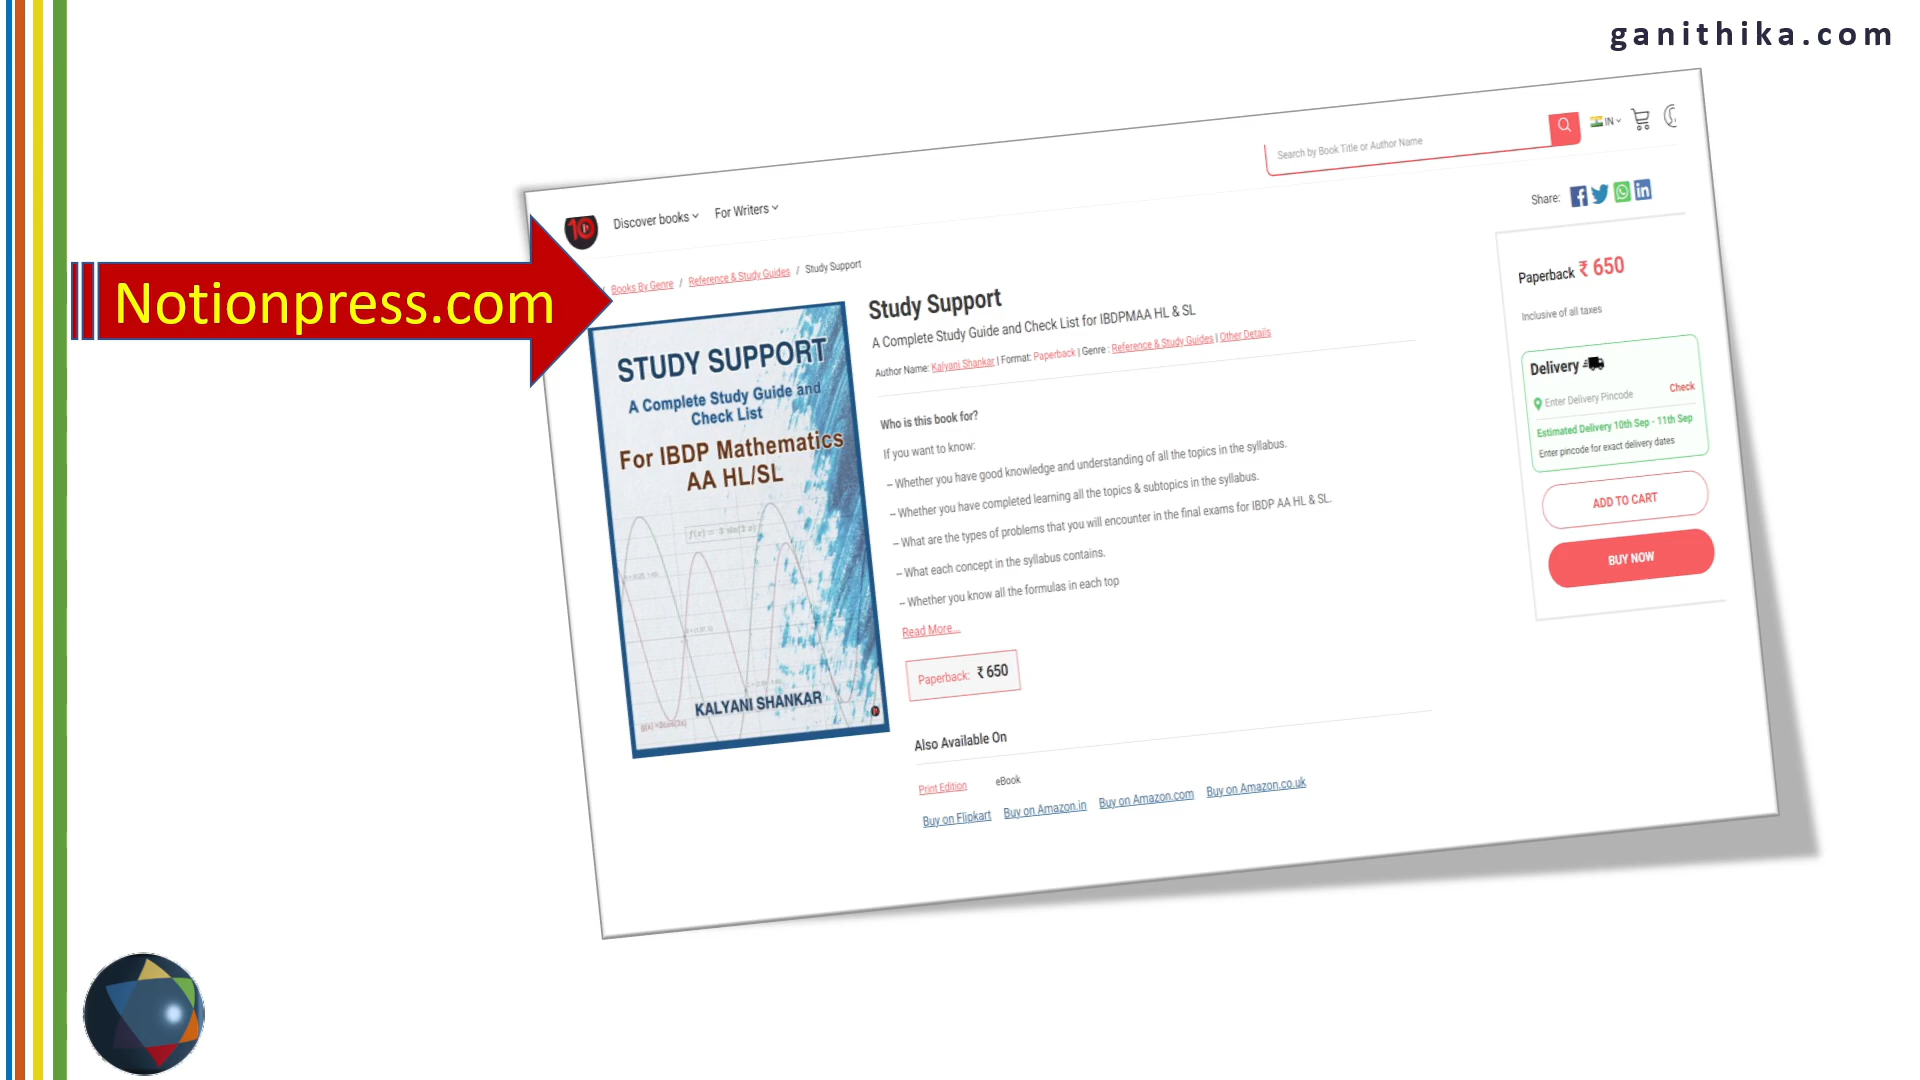 ganithika.com
Search by Book Title or Author Name
IN
10
Discover books
For Writers
Share:
/ Books By Genre / Reference & Study Guides / Study Support
Notionpress.com
STUDY SUPPORT
A Complete Study Guide and
Check List
For IBDP Mathematics
AA HL/SL
KALYANI SHANKAR
Study Support
A Complete Study Guide and Check List for IBDPMAA HL & SL
Author Name: Kalyani Shankar | Format: Paperback | Genre : Reference & Study Guides | Other Details
Who is this book for?
If you want to know:
– Whether you have good knowledge and understanding of all the topics in the syllabus.
– Whether you have completed learning all the topics & subtopics in the syllabus.
– What are the types of problems that you will encounter in the final exams for IBDP AA HL & SL.
– What each concept in the syllabus contains.
– Whether you know all the formulas in each top
Read More...
Paperback: ₹ 650
Also Available On
Print Edition
eBook
Buy on Flipkart
Buy on Amazon.in
Buy on Amazon.com
Buy on Amazon.co.uk
Paperback ₹ 650
Inclusive of all taxes
Delivery
Enter Delivery Pincode
Check
Estimated Delivery 10th Sep - 11th Sep
Enter pincode for exact delivery dates
ADD TO CART
BUY NOW